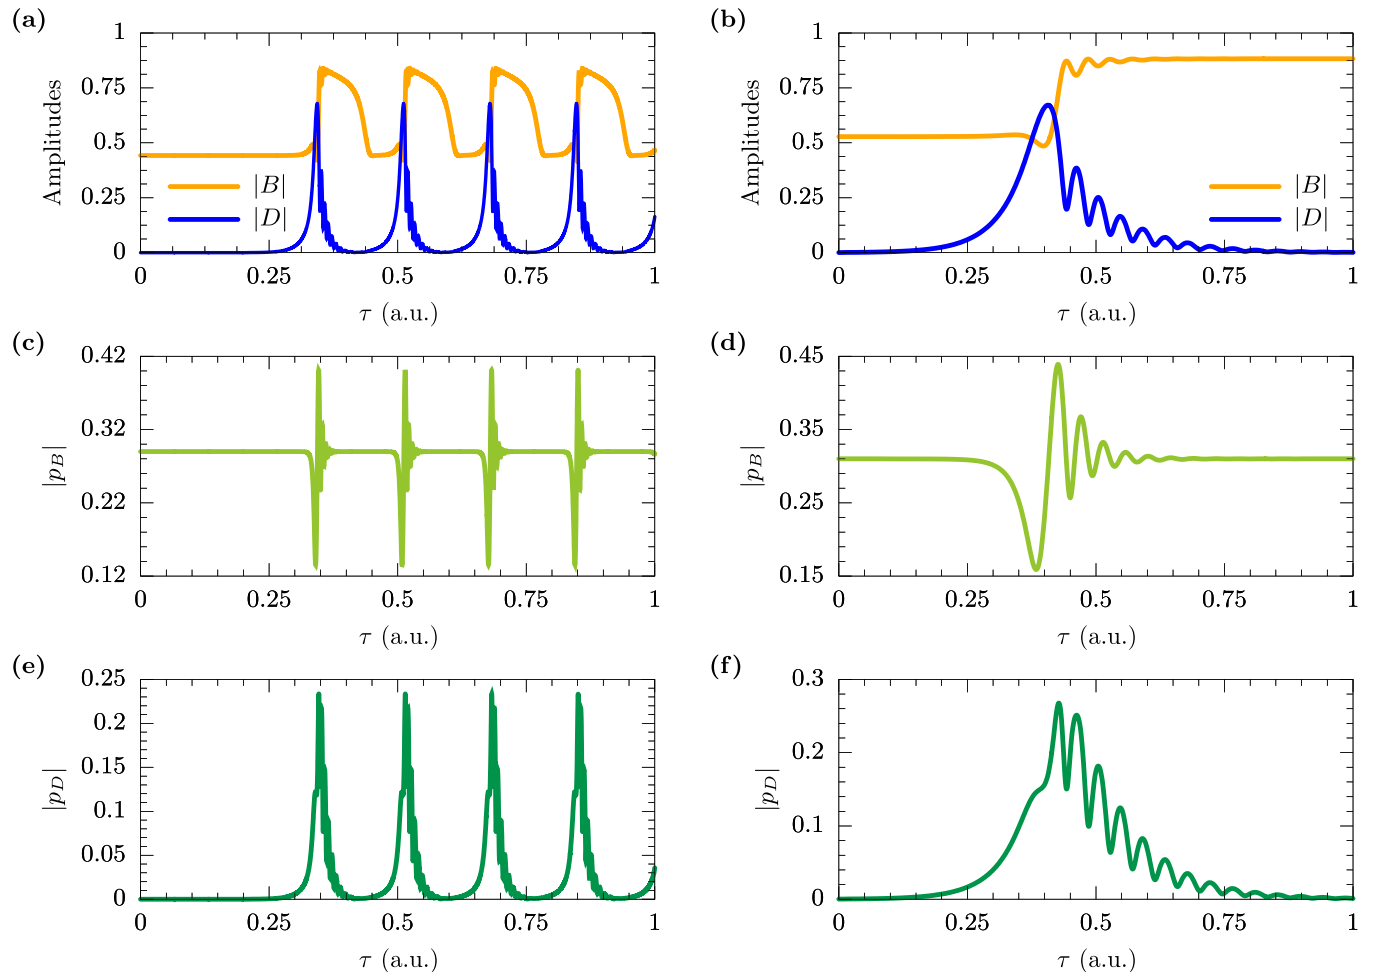 (a)
1
0.75
0.5
0.25
0
Amplitudes
|B|
|D|
0 0.25 0.5 0.75 1
τ (a.u.)
(b)
1
0.75
0.5
0.25
0
Amplitudes
|B|
|D|
0 0.25 0.5 0.75 1
τ (a.u.)
(c)
0.42
0.32
0.22
0.12
|p_B|
0 0.25 0.5 0.75 1
τ (a.u.)
(d)
0.45
0.35
0.25
0.15
|p_B|
0 0.25 0.5 0.75 1
τ (a.u.)
(e)
0.25
0.2
0.15
0.1
0.05
0
|p_D|
0 0.25 0.5 0.75 1
τ (a.u.)
(f)
0.3
0.2
0.1
0
|p_D|
0 0.25 0.5 0.75 1
τ (a.u.)